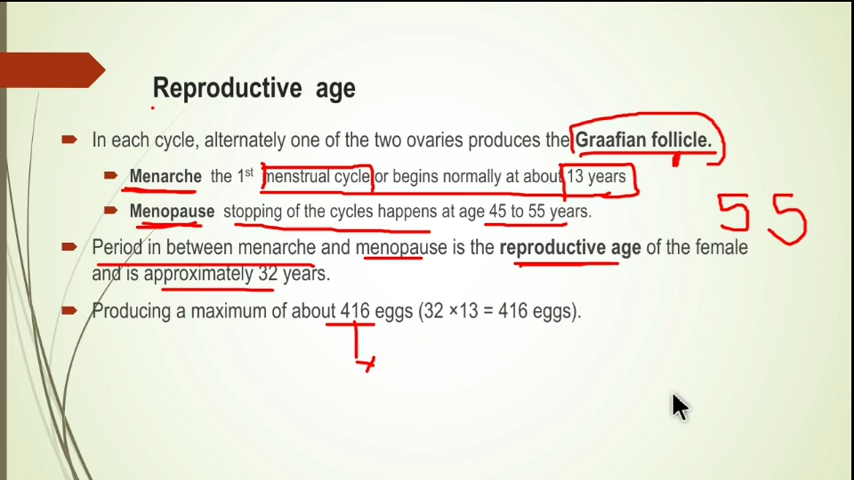 Reproductive age
In each cycle, alternately one of the two ovaries produces the Graafian follicle.
Menarche the 1st menstrual cycle or begins normally at about 13 years
Menopause stopping of the cycles happens at age 45 to 55 years.
55
Period in between menarche and menopause is the reproductive age of the female
and is approximately 32 years.
Producing a maximum of about 416 eggs (32 ×13 = 416 eggs).